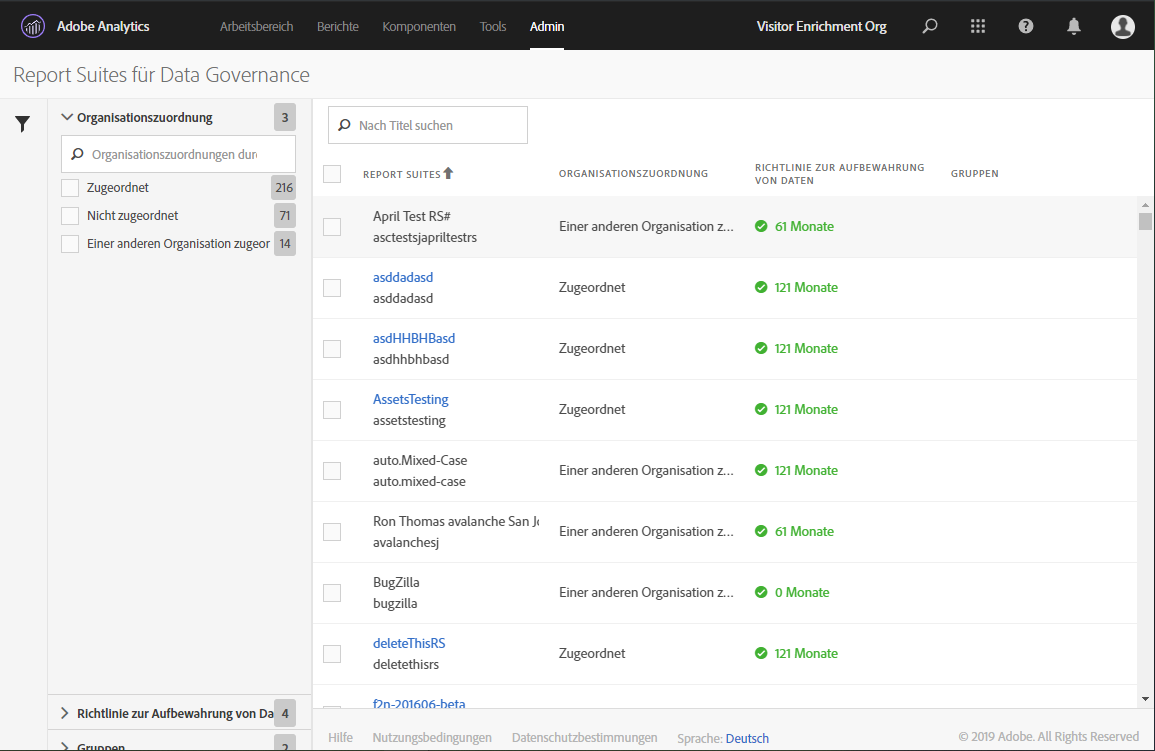 Adobe Analytics Arbeitsbereich Berichte Komponenten Tools Admin Visitor Enrichment Org
Report Suites für Data Governance
Organisationszuordnung 3
Organisationszuordnungen
Zugeordnet 216
Nicht zugeordnet 71
Einer anderen Organisation zugeor 14
Richtlinie zur Aufbewahrung von Da 4
Gruppen 2
Nach Titel suchen
REPORT SUITES ORGANISATIONSZUORDNUNG RICHTLINIE ZUR AUFBEWAHRUNG VON DATEN GRUPPEN
April Test RS#
asctestsjapriltestrs
Einer anderen Organisation z... 61 Monate
asddadasd
asddadasd
Zugeordnet 121 Monate
asdHHBHBasd
asdhhbhbasd
Zugeordnet 121 Monate
AssetsTesting
assetstesting
Zugeordnet 121 Monate
auto.Mixed-Case
auto.mixed-case
Einer anderen Organisation z... 121 Monate
Ron Thomas avalanche San Jo
avalanchesj
Einer anderen Organisation z... 61 Monate
BugZilla
bugzilla
Einer anderen Organisation z... 0 Monate
deleteThisRS
deletethisrs
Zugeordnet 121 Monate
f2n-201606-beta
Hilfe Nutzungsbedingungen Datenschutzbestimmungen Sprache: Deutsch © 2019 Adobe. All Rights Reserved